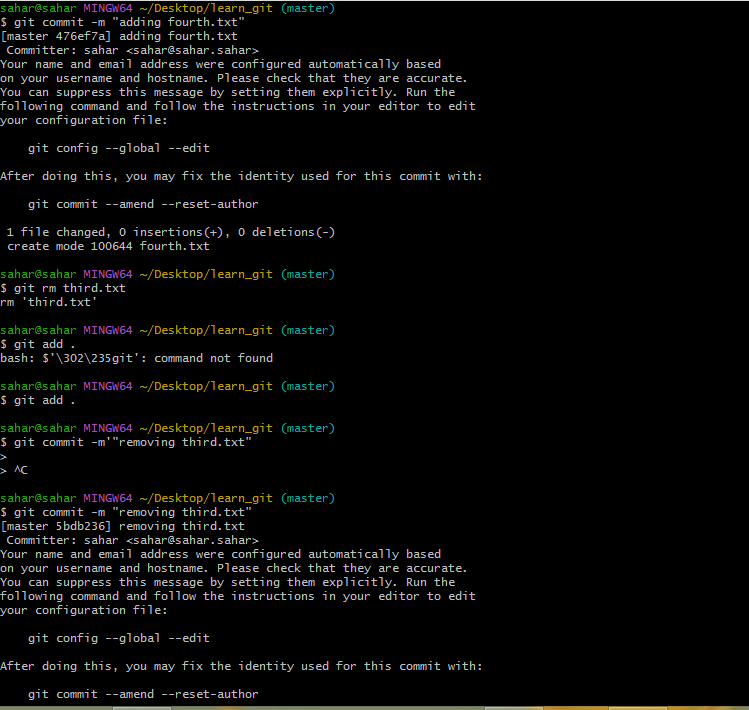 sahar@sahar MINGW64 ~/Desktop/learn_git (master)
$ git commit -m "adding fourth.txt"
[master 476ef7a] adding fourth.txt
 Committer: sahar <sahar@sahar.sahar>
Your name and email address were configured automatically based
on your username and hostname. Please check that they are accurate.
You can suppress this message by setting them explicitly. Run the
following command and follow the instructions in your editor to edit
your configuration file:

    git config --global --edit

After doing this, you may fix the identity used for this commit with:

    git commit --amend --reset-author

 1 file changed, 0 insertions(+), 0 deletions(-)
 create mode 100644 fourth.txt

sahar@sahar MINGW64 ~/Desktop/learn_git (master)
$ git rm third.txt
rm 'third.txt'

sahar@sahar MINGW64 ~/Desktop/learn_git (master)
$ git add .
bash: $'\302\235git': command not found

sahar@sahar MINGW64 ~/Desktop/learn_git (master)
$ git add .

sahar@sahar MINGW64 ~/Desktop/learn_git (master)
$ git commit -m'"removing third.txt"
>
> ^C

sahar@sahar MINGW64 ~/Desktop/learn_git (master)
$ git commit -m "removing third.txt"
[master 5bdb236] removing third.txt
 Committer: sahar <sahar@sahar.sahar>
Your name and email address were configured automatically based
on your username and hostname. Please check that they are accurate.
You can suppress this message by setting them explicitly. Run the
following command and follow the instructions in your editor to edit
your configuration file:

    git config --global --edit

After doing this, you may fix the identity used for this commit with:

    git commit --amend --reset-author